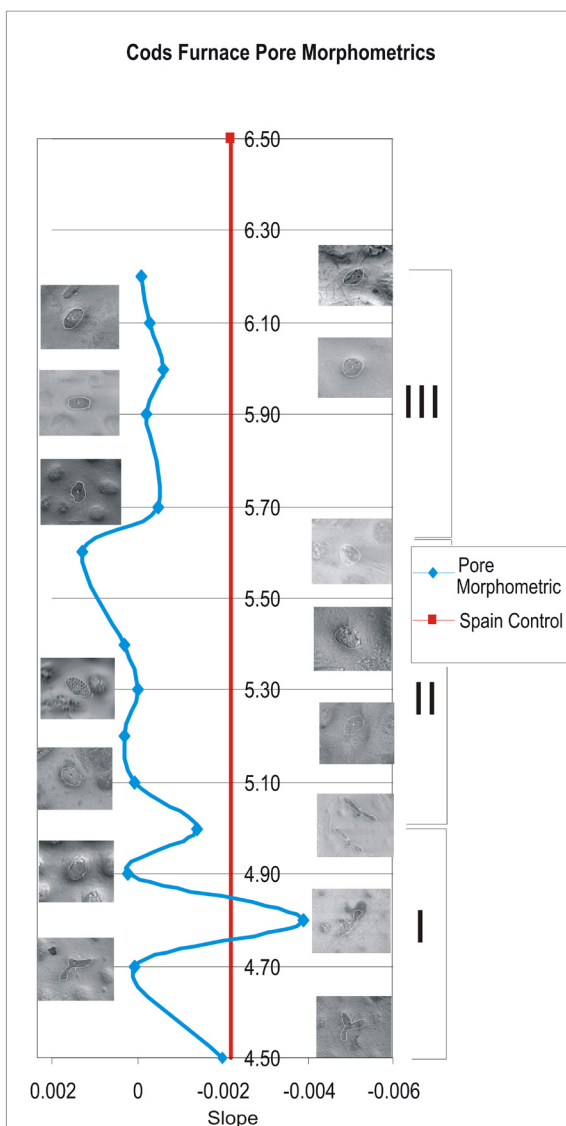 Cods Furnace Pore Morphometrics
6.50
6.30
6.10
5.90
5.70
5.50
5.30
5.10
4.90
4.70
4.50
III
II
I
Pore
Morphometric
Spain Control
0.002 0 -0.002 -0.004 -0.006
Slope